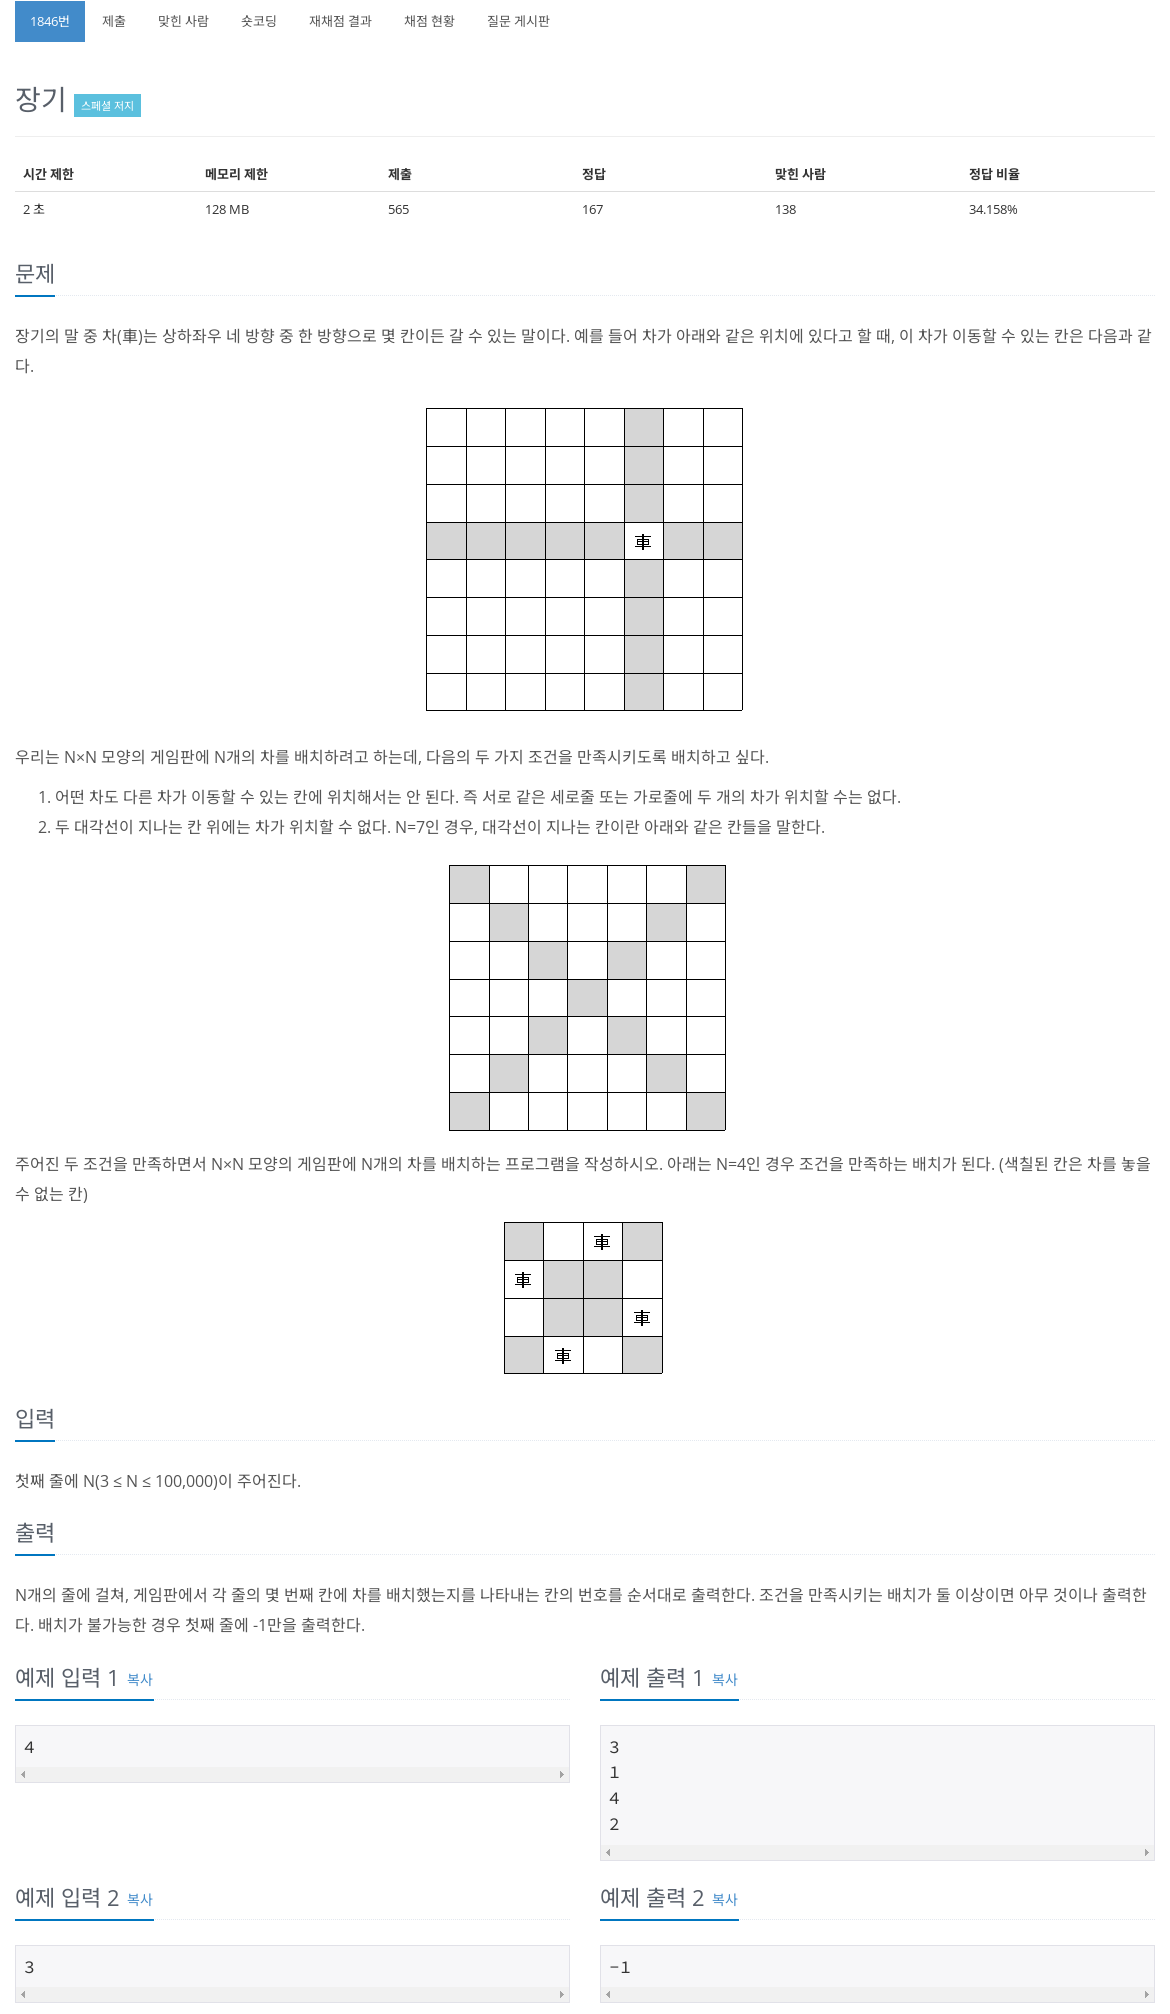 1846번 제출 맞힌 사람 숏코딩 재채점 결과 채점 현황 질문 게시판
장기 스페셜 저지
시간 제한 메모리 제한 제출 정답 맞힌 사람 정답 비율
2 초 128 MB 565 167 138 34.158%
문제
장기의 말 중 차(車)는 상하좌우 네 방향 중 한 방향으로 몇 칸이든 갈 수 있는 말이다. 예를 들어 차가 아래와 같은 위치에 있다고 할 때, 이 차가 이동할 수 있는 칸은 다음과 같
다.
車
우리는 N×N 모양의 게임판에 N개의 차를 배치하려고 하는데, 다음의 두 가지 조건을 만족시키도록 배치하고 싶다.
1. 어떤 차도 다른 차가 이동할 수 있는 칸에 위치해서는 안 된다. 즉 서로 같은 세로줄 또는 가로줄에 두 개의 차가 위치할 수는 없다.
2. 두 대각선이 지나는 칸 위에는 차가 위치할 수 없다. N=7인 경우, 대각선이 지나는 칸이란 아래와 같은 칸들을 말한다.
주어진 두 조건을 만족하면서 N×N 모양의 게임판에 N개의 차를 배치하는 프로그램을 작성하시오. 아래는 N=4인 경우 조건을 만족하는 배치가 된다. (색칠된 칸은 차를 놓을
수 없는 칸)
車
車
車
車
입력
첫째 줄에 N(3 ≤ N ≤ 100,000)이 주어진다.
출력
N개의 줄에 걸쳐, 게임판에서 각 줄의 몇 번째 칸에 차를 배치했는지를 나타내는 칸의 번호를 순서대로 출력한다. 조건을 만족시키는 배치가 둘 이상이면 아무 것이나 출력한
다. 배치가 불가능한 경우 첫째 줄에 -1만을 출력한다.
예제 입력 1 복사
4
예제 출력 1 복사
3
1
4
2
예제 입력 2 복사
3
예제 출력 2 복사
-1